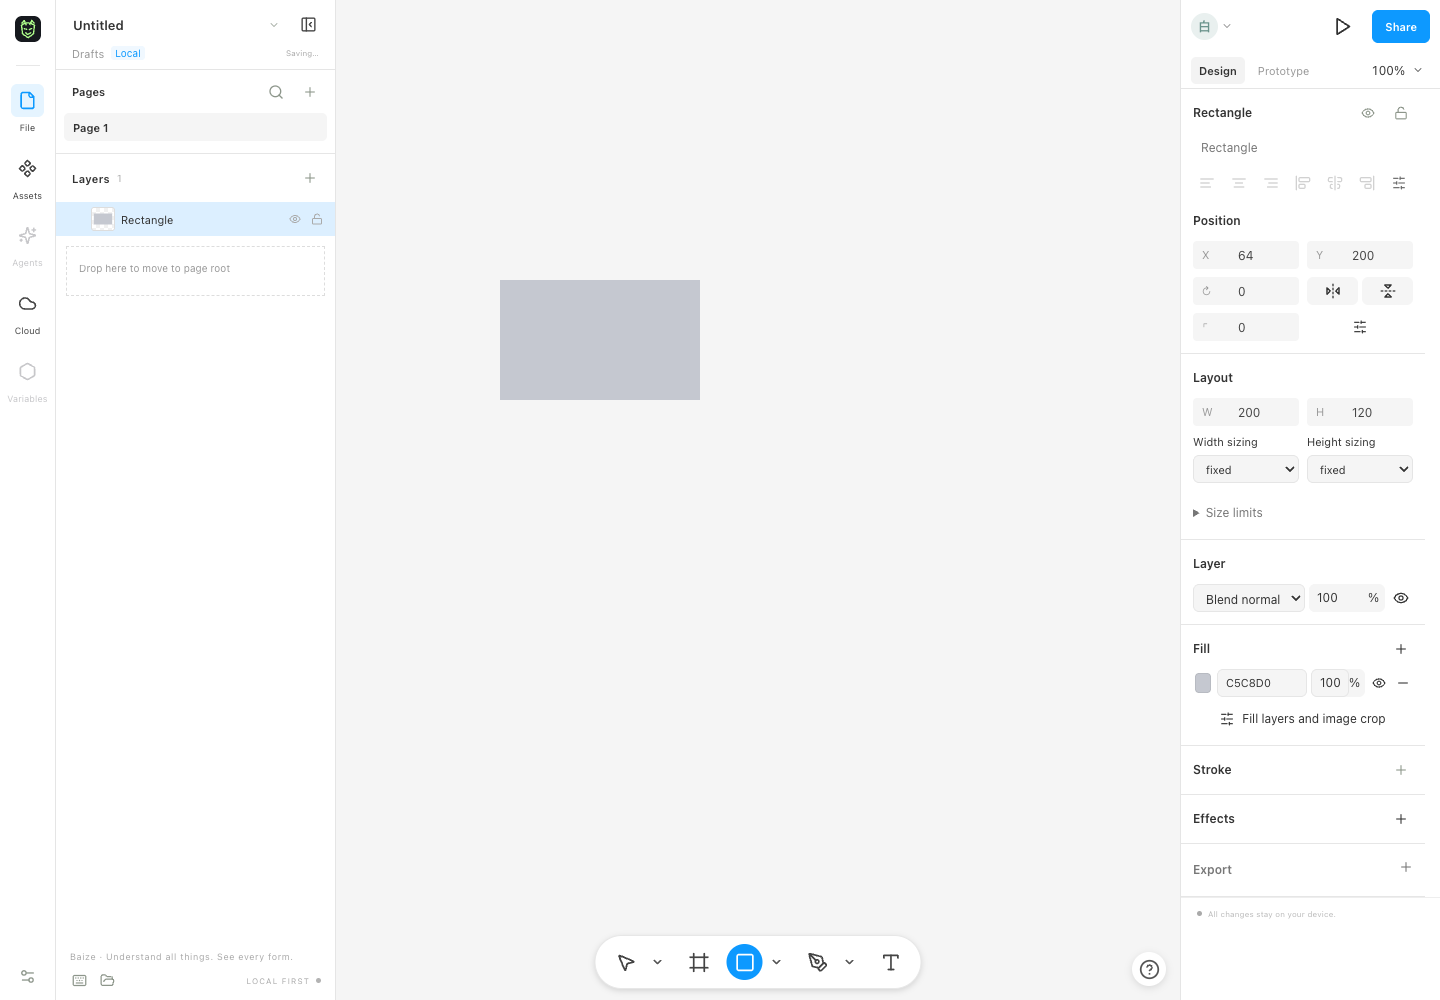 Untitled
Drafts
Local
Saving...
File
Assets
Agents
Cloud
Variables
Pages
Page 1
Layers 1
Rectangle
Drop here to move to page root
Baize · Understand all things. See every form.
LOCAL FIRST
白
Share
Design
Prototype
100%
Rectangle
Rectangle
Position
X 64
Y 200
0
0
Layout
W 200
H 120
Width sizing
Height sizing
fixed
fixed
Size limits
Layer
Blend normal
100 %
Fill
C5C8D0
100 %
Fill layers and image crop
Stroke
Effects
Export
All changes stay on your device.
T